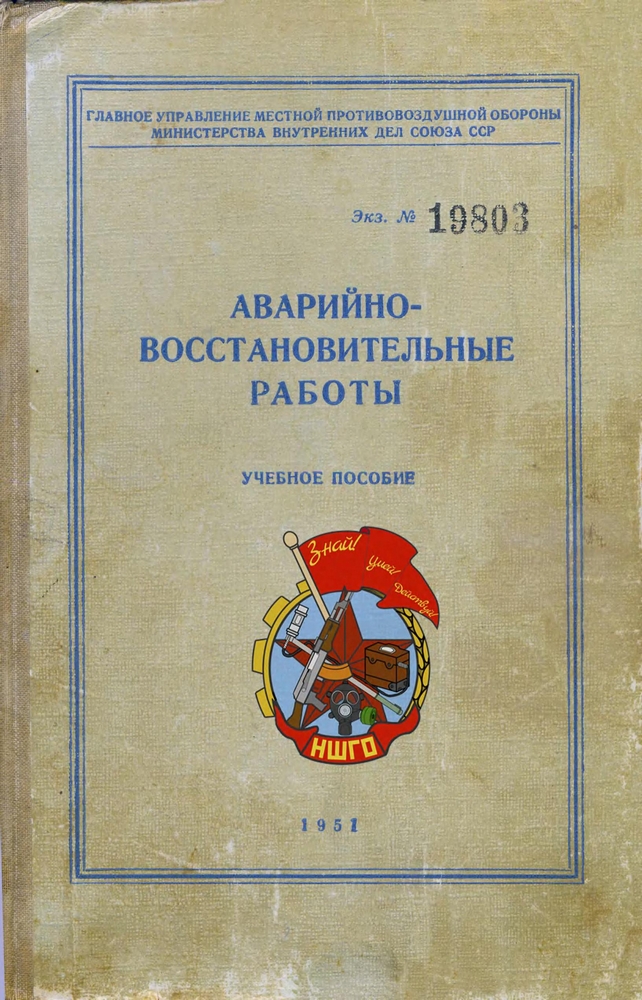 ГЛАВНОЕ УПРАВЛЕНИЕ МЕСТНОЙ ПРОТИВОВОЗДУШНОЙ ОБОРОНЫ
МИНИСТЕРСТВА ВНУТРЕННИХ ДЕЛ СОЮЗА ССР
Экз. № 19803
АВАРИЙНО-
ВОССТАНОВИТЕЛЬНЫЕ
РАБОТЫ
УЧЕБНОЕ ПОСОБИЕ
Знай!
Умей!
Действуй!
НШГО
1951